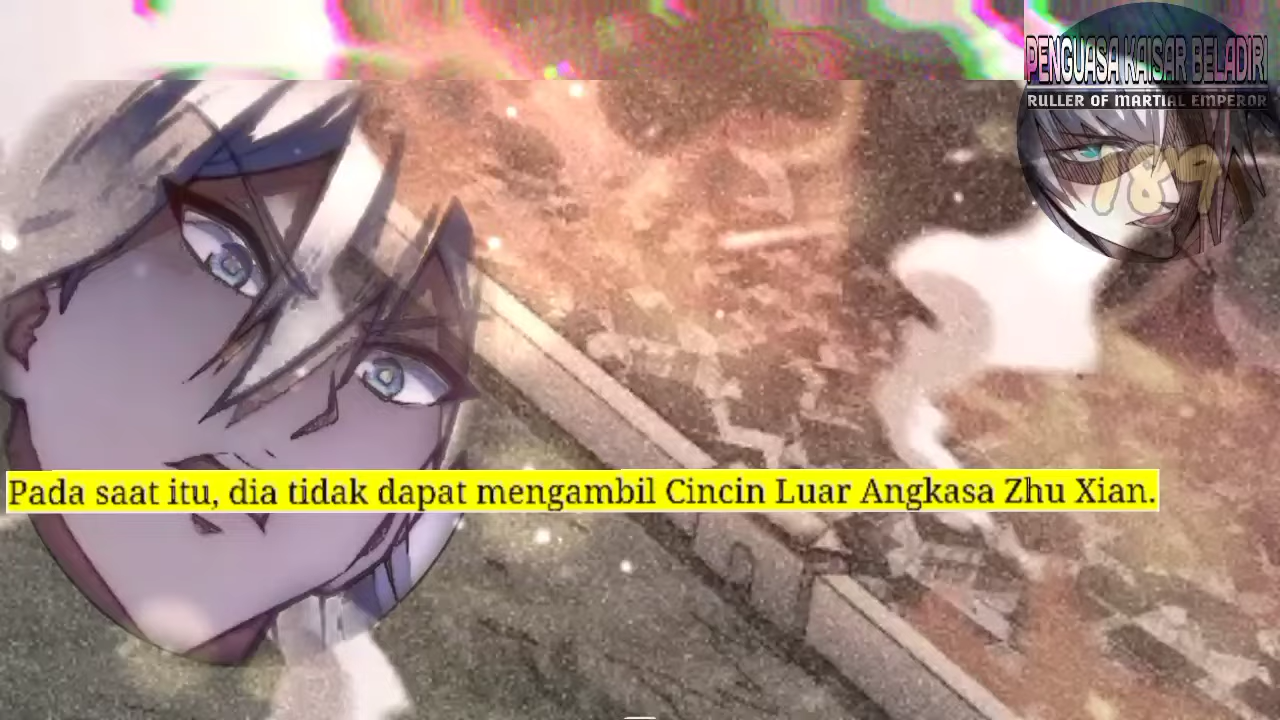 PENGUASA KAISAR BELADIRI
RULLER OF MARTIAL EMPEROR
189
Pada saat itu, dia tidak dapat mengambil Cincin Luar Angkasa Zhu Xian.